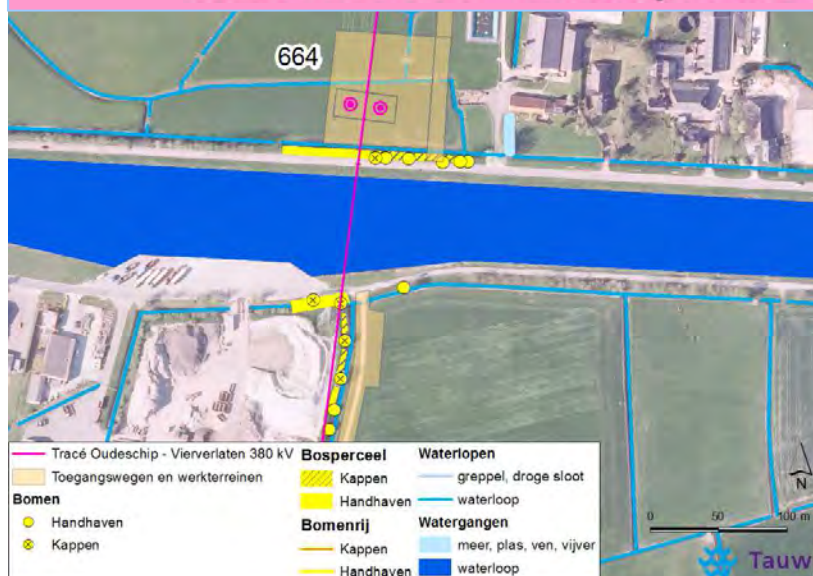 664
Tracé Oudeschip - Vierverlaten 380 kV
Toegangswegen en werkterreinen
Bomen
Handhaven
Kappen
Bosperceel
Kappen
Handhaven
Bomenrij
Kappen
Handhaven
Waterlopen
greppel, droge sloot
waterloop
Watergangen
meer, plas, ven, vijver
waterloop
N
0 50 100 m
Tauw